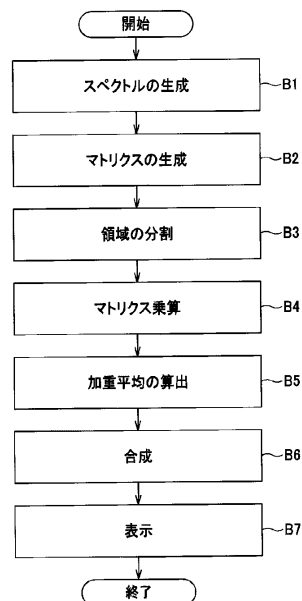 開始
スペクトルの生成
B1
マトリクスの生成
B2
領域の分割
B3
マトリクス乗算
B4
加重平均の算出
B5
合成
B6
表示
B7
終了